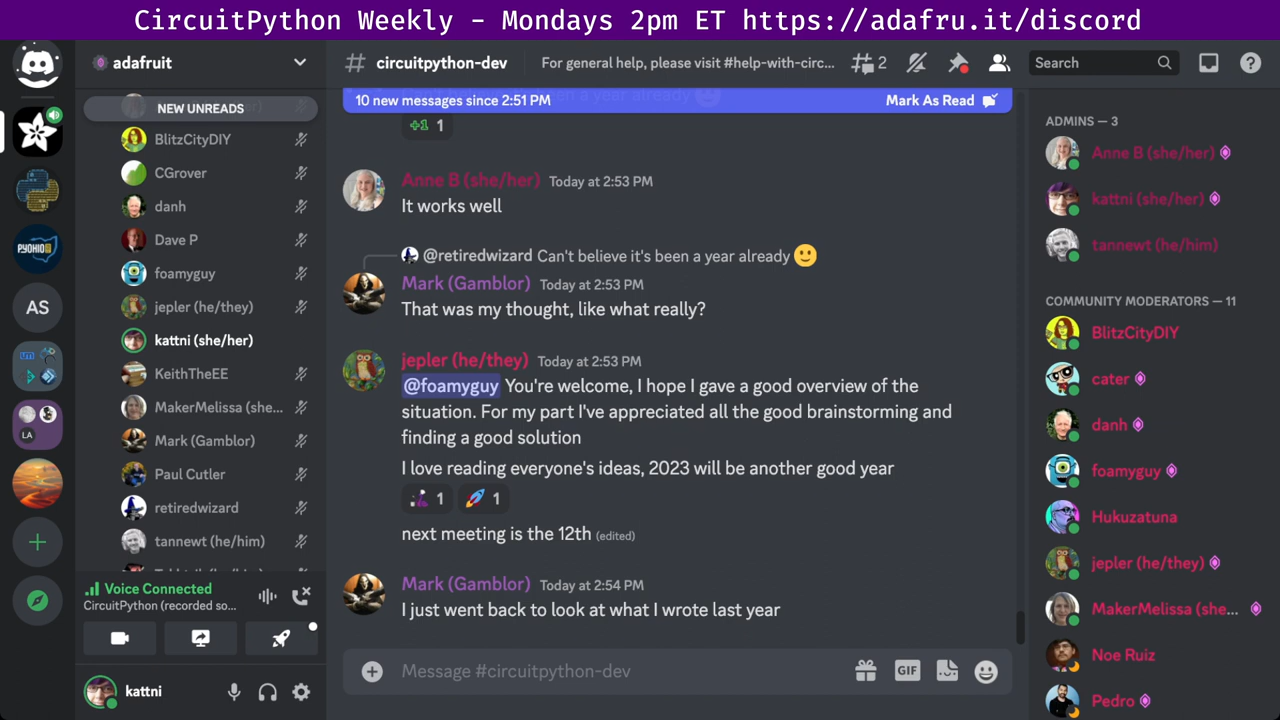 CircuitPython Weekly - Mondays 2pm ET https://adafru.it/discord
adafruit
NEW UNREADS
BlitzCityDIY
CGrover
danh
Dave P
foamyguy
jepler (he/they)
kattni (she/her)
KeithTheEE
MakerMelissa (she...
Mark (Gamblor)
Paul Cutler
retiredwizard
tannewt (he/him)
PYOHIO
AS
LA
Voice Connected
CircuitPython (recorded so...
kattni
circuitpython-dev
For general help, please visit #help-with-circ...
2
Search
10 new messages since 2:51 PM
Mark As Read
+1 1
Anne B (she/her) Today at 2:53 PM
It works well
@retiredwizard Can't believe it's been a year already
Mark (Gamblor) Today at 2:53 PM
That was my thought, like what really?
jepler (he/they) Today at 2:53 PM
@foamyguy You're welcome, I hope I gave a good overview of the
situation. For my part I've appreciated all the good brainstorming and
finding a good solution
I love reading everyone's ideas, 2023 will be another good year
1 1
next meeting is the 12th (edited)
Mark (Gamblor) Today at 2:54 PM
I just went back to look at what I wrote last year
Message #circuitpython-dev
GIF
ADMINS — 3
Anne B (she/her)
kattni (she/her)
tannewt (he/him)
COMMUNITY MODERATORS — 11
BlitzCityDIY
cater
danh
foamyguy
Hukuzatuna
jepler (he/they)
MakerMelissa (she...
Noe Ruiz
Pedro